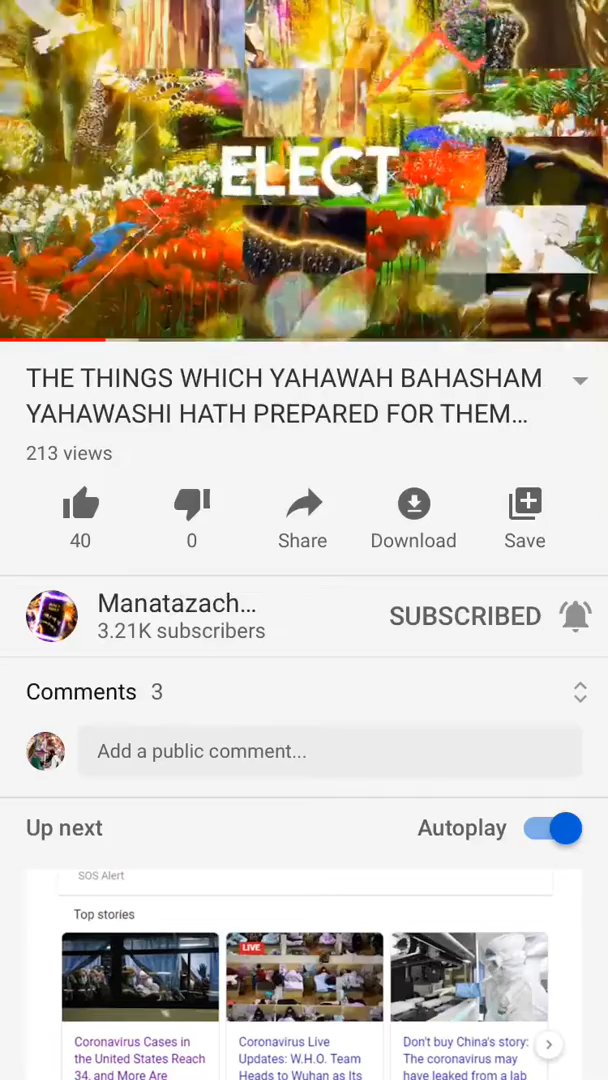 ELECT
THE THINGS WHICH YAHAWAH BAHASHAM
YAHAWASHI HATH PREPARED FOR THEM...
213 views
40
0
Share
Download
Save
Manatazach...
3.21K subscribers
SUBSCRIBED
Comments 3
Add a public comment...
Up next
Autoplay
SOS Alert
Top stories
LIVE
Coronavirus Cases in
the United States Reach
34, and More Are
Coronavirus Live
Updates: W.H.O. Team
Heads to Wuhan as Its
Don't buy China's story:
The coronavirus may
have leaked from a lab